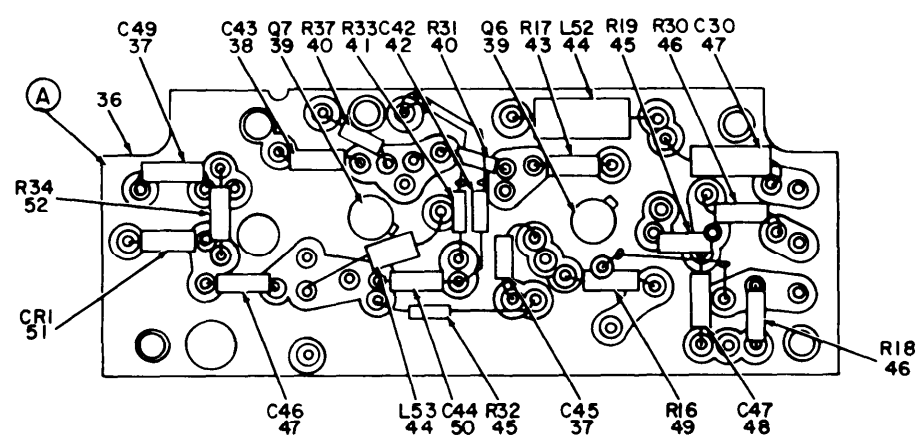 C49 C43 Q7 R37 R33 C42 R31 Q6 R17 L52 R19 R30 C30
37 38 39 40 41 42 40 39 43 44 45 46 47
A 36
R34
52
CR1
51
R18
46
C46 L53 C44 R32 C45 R16 C47
47 44 50 45 37 49 48